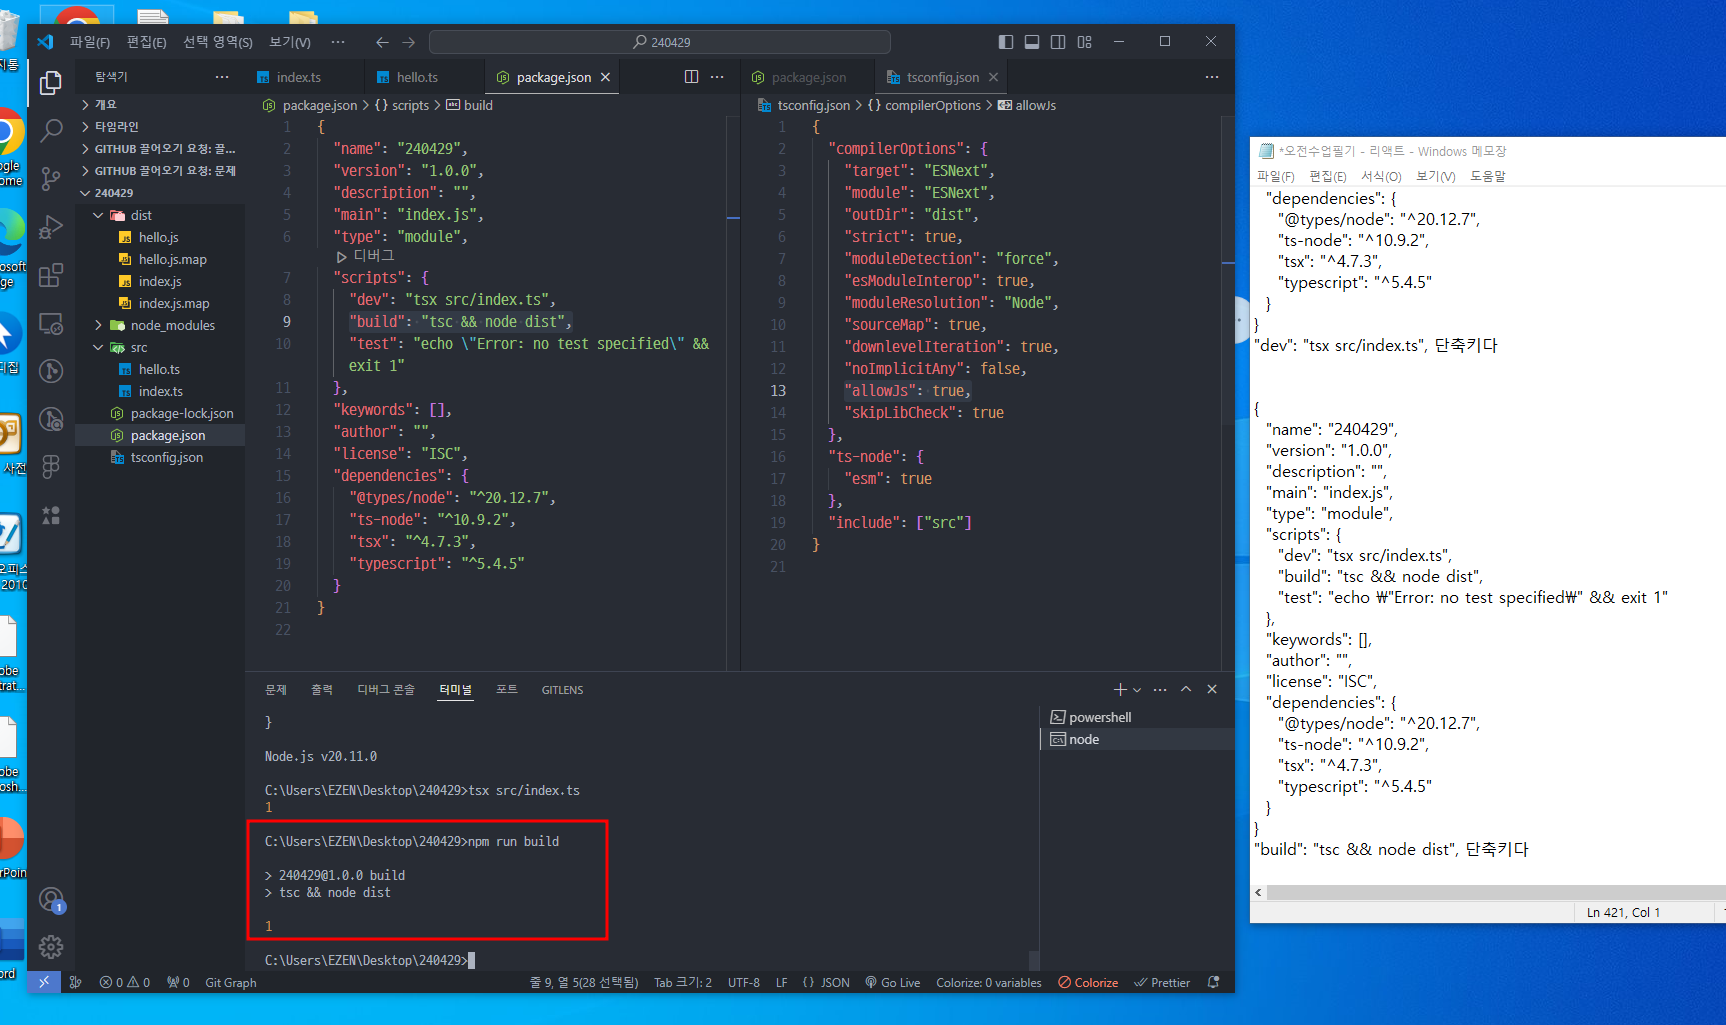 지통
ogle
ome
osoft
ge
피집
사전
오피스
2010
obe
trat...
obe
osh...
rPoin
ord
파일(F) 편집(E) 선택 영역(S) 보기(V) ···
240429
탐색기 ···
개요
타임라인
GITHUB 끌어오기 요청: 끌...
GITHUB 끌어오기 요청: 문제
240429
dist
hello.js
hello.js.map
index.js
index.js.map
node_modules
src
hello.ts
index.ts
package-lock.json
package.json
tsconfig.json
index.ts hello.ts package.json
package.json > {} scripts > build
1 {
2 "name": "240429",
3 "version": "1.0.0",
4 "description": "",
5 "main": "index.js",
6 "type": "module",
디버그
7 "scripts": {
8 "dev": "tsx src/index.ts",
9 "build": "tsc && node dist",
10 "test": "echo \"Error: no test specified\" &&
exit 1"
11 },
12 "keywords": [],
13 "author": "",
14 "license": "ISC",
15 "dependencies": {
16 "@types/node": "^20.12.7",
17 "ts-node": "^10.9.2",
18 "tsx": "^4.7.3",
19 "typescript": "^5.4.5"
20 }
21 }
22
package.json tsconfig.json
tsconfig.json > {} compilerOptions > allowJs
1 {
2 "compilerOptions": {
3 "target": "ESNext",
4 "module": "ESNext",
5 "outDir": "dist",
6 "strict": true,
7 "moduleDetection": "force",
8 "esModuleInterop": true,
9 "moduleResolution": "Node",
10 "sourceMap": true,
11 "downlevelIteration": true,
12 "noImplicitAny": false,
13 "allowJs": true,
14 "skipLibCheck": true
15 },
16 "ts-node": {
17 "esm": true
18 },
19 "include": ["src"]
20 }
21
문제 출력 디버그 콘솔 터미널 포트 GITLENS
}
Node.js v20.11.0
C:\Users\EZEN\Desktop\240429>tsx src/index.ts
1
C:\Users\EZEN\Desktop\240429>npm run build
> 240429@1.0.0 build
> tsc && node dist
1
C:\Users\EZEN\Desktop\240429>
powershell
node
1
0 0 0 Git Graph 줄 9, 열 5(28 선택됨) Tab 크기: 2 UTF-8 LF {} JSON Go Live Colorize: 0 variables Colorize Prettier
*오전수업필기 - 리액트 - Windows 메모장
파일(F) 편집(E) 서식(O) 보기(V) 도움말
"dependencies": {
"@types/node": "^20.12.7",
"ts-node": "^10.9.2",
"tsx": "^4.7.3",
"typescript": "^5.4.5"
}
}
"dev": "tsx src/index.ts", 단축키다
{
"name": "240429",
"version": "1.0.0",
"description": "",
"main": "index.js",
"type": "module",
"scripts": {
"dev": "tsx src/index.ts",
"build": "tsc && node dist",
"test": "echo ₩"Error: no test specified₩" && exit 1"
},
"keywords": [],
"author": "",
"license": "ISC",
"dependencies": {
"@types/node": "^20.12.7",
"ts-node": "^10.9.2",
"tsx": "^4.7.3",
"typescript": "^5.4.5"
}
}
"build": "tsc && node dist", 단축키다
Ln 421, Col 1